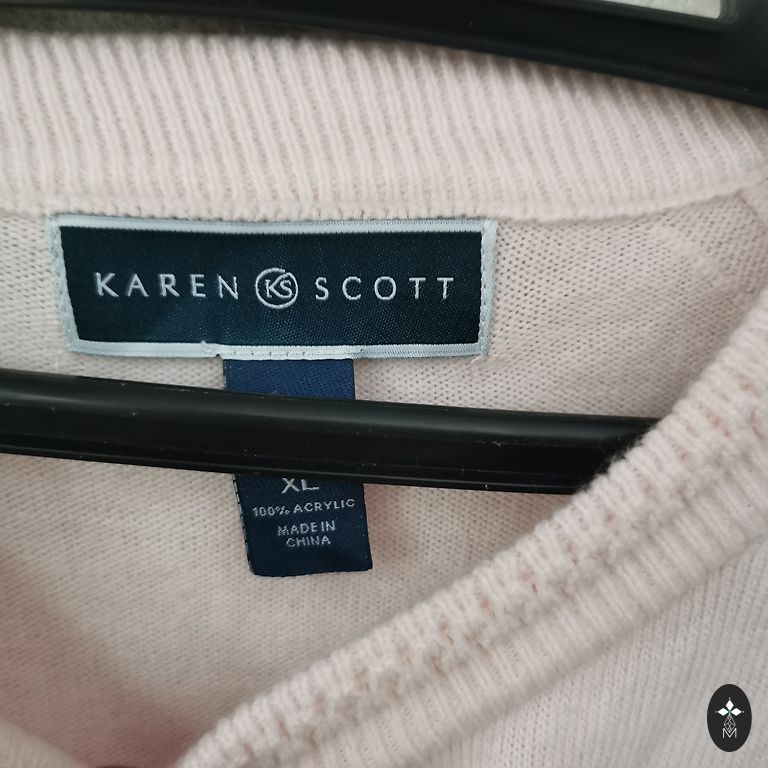 KAREN KS SCOTT
XL
100% ACRYLIC
MADE IN
CHINA
M